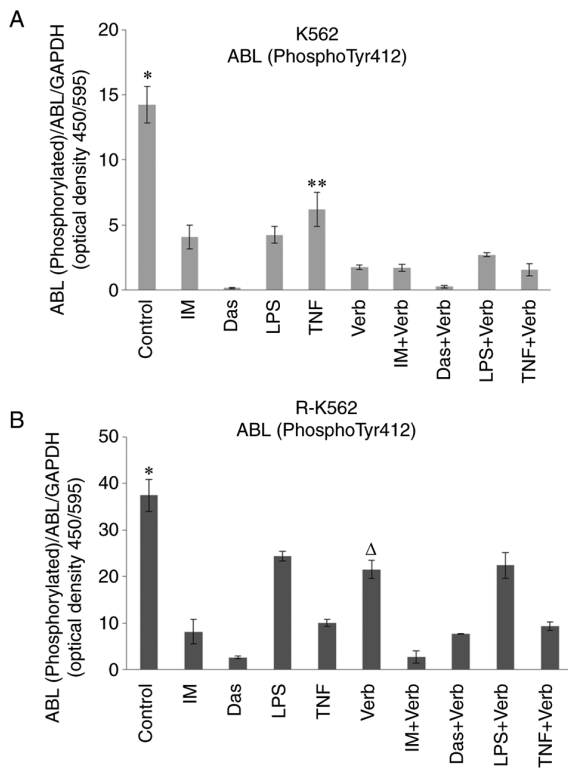 A
K562
ABL (PhosphoTyr412)
ABL (Phosphorylated)/ABL/GAPDH
(optical density 450/595)
20
15
10
5
0
*
**
Control
IM
Das
LPS
TNF
Verb
IM+Verb
Das+Verb
LPS+Verb
TNF+Verb
B
R-K562
ABL (PhosphoTyr412)
ABL (Phosphorylated)/ABL/GAPDH
(optical density 450/595)
50
40
30
20
10
0
*
Δ
Control
IM
Das
LPS
TNF
Verb
IM+Verb
Das+Verb
LPS+Verb
TNF+Verb